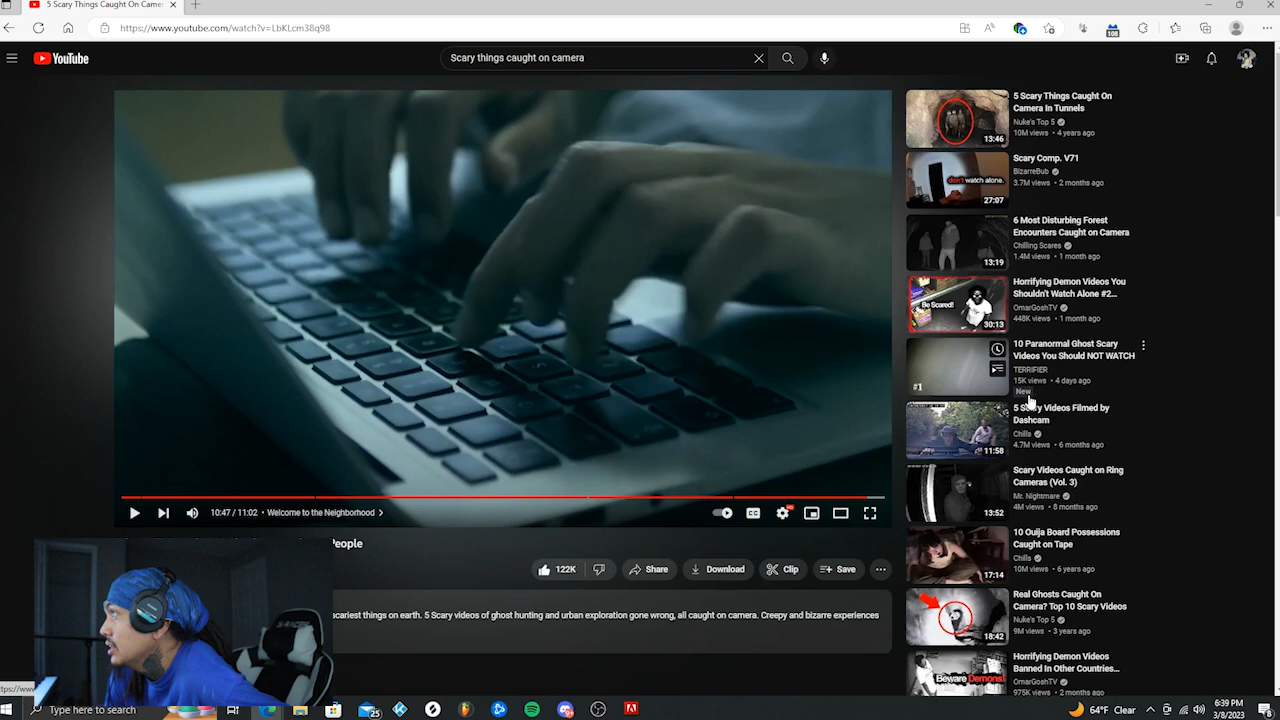 5 Scary Things Caught On Came
https://www.youtube.com/watch?v=LbKLcm38q98
108
YouTube
Scary things caught on camera
5 Scary Things Caught On
Camera In Tunnels
Nuke's Top 5
10M views • 4 years ago
13:46
Scary Comp. V71
BizarreBub
3.7M views • 2 months ago
don't watch alone.
27:07
6 Most Disturbing Forest
Encounters Caught on Camera
Chilling Scares
1.4M views • 1 month ago
13:19
Horrifying Demon Videos You
Shouldn't Watch Alone #2...
OmarGoshTV
448K views • 1 month ago
Be Scared!
30:13
10 Paranormal Ghost Scary
Videos You Should NOT WATCH
TERRIFIER
15K views • 4 days ago
New
#1
5 Scary Videos Filmed by
Dashcam
Chills
4.7M views • 6 months ago
11:58
Scary Videos Caught on Ring
Cameras (Vol. 3)
Mr. Nightmare
4M views • 8 months ago
13:52
10 Ouija Board Possessions
Caught on Tape
Chills
10M views • 6 years ago
17:14
Real Ghosts Caught On
Camera? Top 10 Scary Videos
Nuke's Top 5
9M views • 3 years ago
18:42
Horrifying Demon Videos
Banned In Other Countries...
OmarGoshTV
975K views • 2 months ago
Beware Demons!
10:47 / 11:02 • Welcome to the Neighborhood
CC
People
122K
Share
Download
Clip
Save
cariest things on earth. 5 Scary videos of ghost hunting and urban exploration gone wrong, all caught on camera. Creepy and bizarre experiences
ttps://www
Type here to search
64°F Clear
6:39 PM
3/8/2023